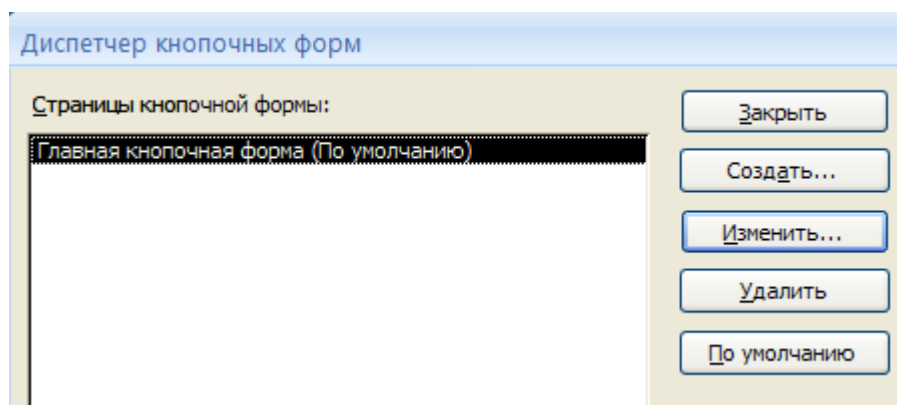 Диспетчер кнопочных форм
Страницы кнопочной формы:
Главная кнопочная форма (По умолчанию)
Закрыть
Создать...
Изменить...
Удалить
По умолчанию